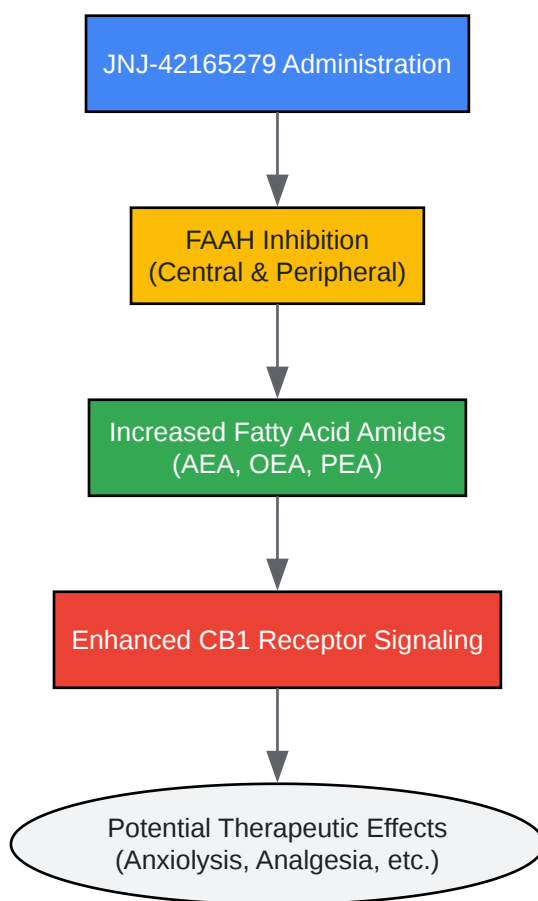 JNJ-42165279 Administration
FAAH Inhibition
(Central & Peripheral)
Increased Fatty Acid Amides
(AEA, OEA, PEA)
Enhanced CB1 Receptor Signaling
Potential Therapeutic Effects
(Anxiolysis, Analgesia, etc.)